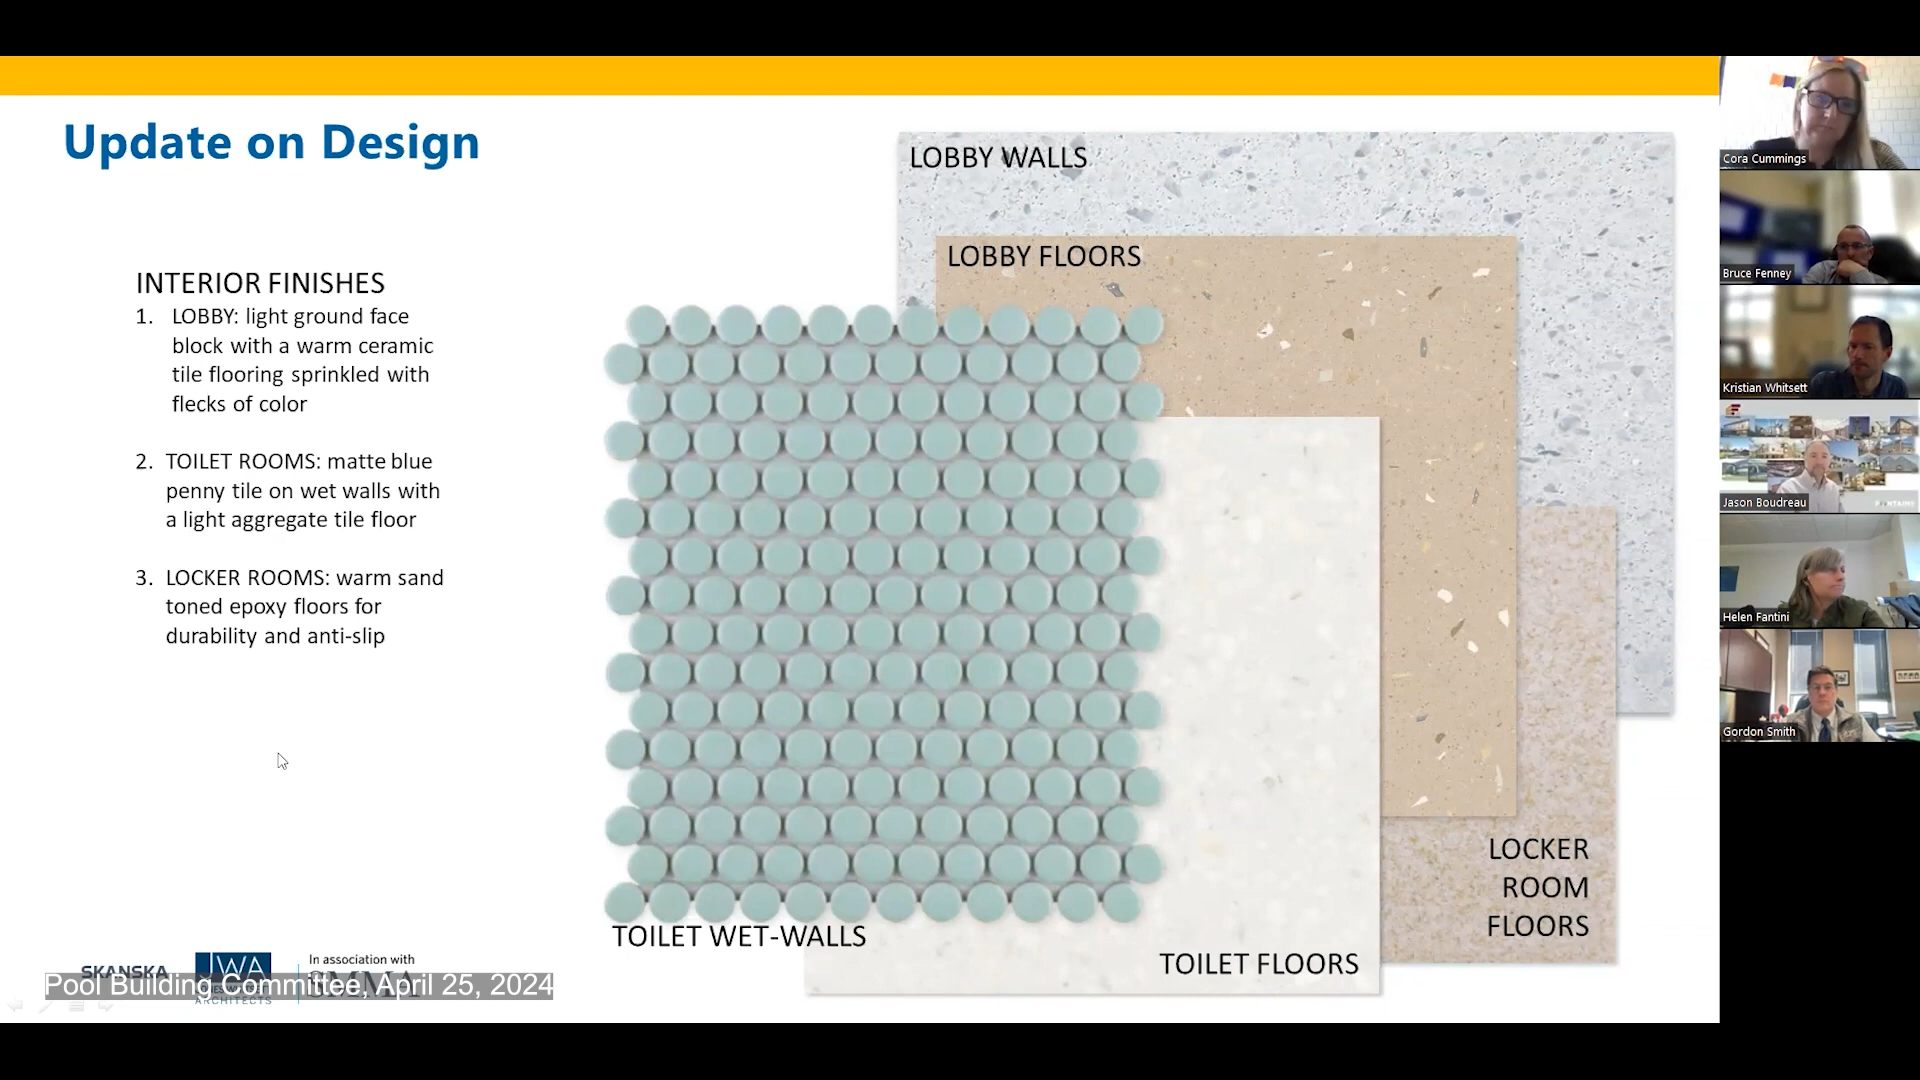 Update on Design
INTERIOR FINISHES
1. LOBBY: light ground face
block with a warm ceramic
tile flooring sprinkled with
flecks of color
2. TOILET ROOMS: matte blue
penny tile on wet walls with
a light aggregate tile floor
3. LOCKER ROOMS: warm sand
toned epoxy floors for
durability and anti-slip
LOBBY WALLS
LOBBY FLOORS
LOCKER
ROOM
FLOORS
TOILET WET-WALLS
TOILET FLOORS
SKANSKA
JWA
ARCHITECTS
In association with
SMMA
Pool Building Committee, April 25, 2024
Cora Cummings
Bruce Fenney
Kristian Whitsett
Jason Boudreau
Helen Fantini
Gordon Smith